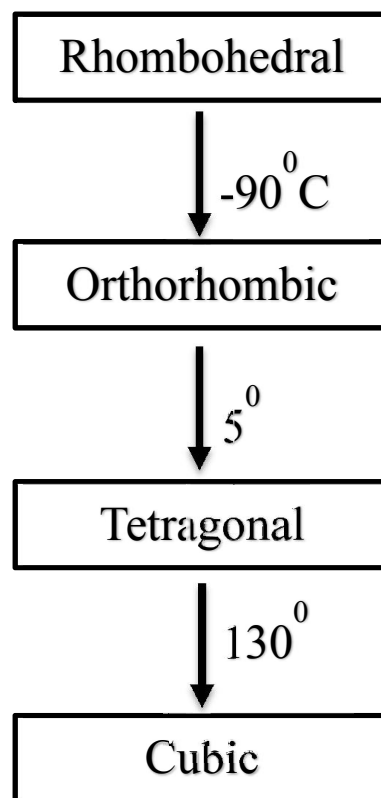 Rhombohedral
-90⁰C
Orthorhombic
5⁰
Tetragonal
130⁰
Cubic